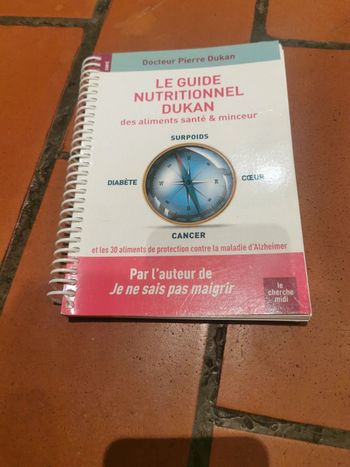 Docteur Pierre Dukan
LE GUIDE
NUTRITIONNEL
DUKAN
des aliments santé & minceur
SURPOIDS
DIABÈTE
CŒUR
CANCER
et les 30 aliments de protection contre la maladie d'Alzheimer
Par l'auteur de
Je ne sais pas maigrir
le
cherche
midi